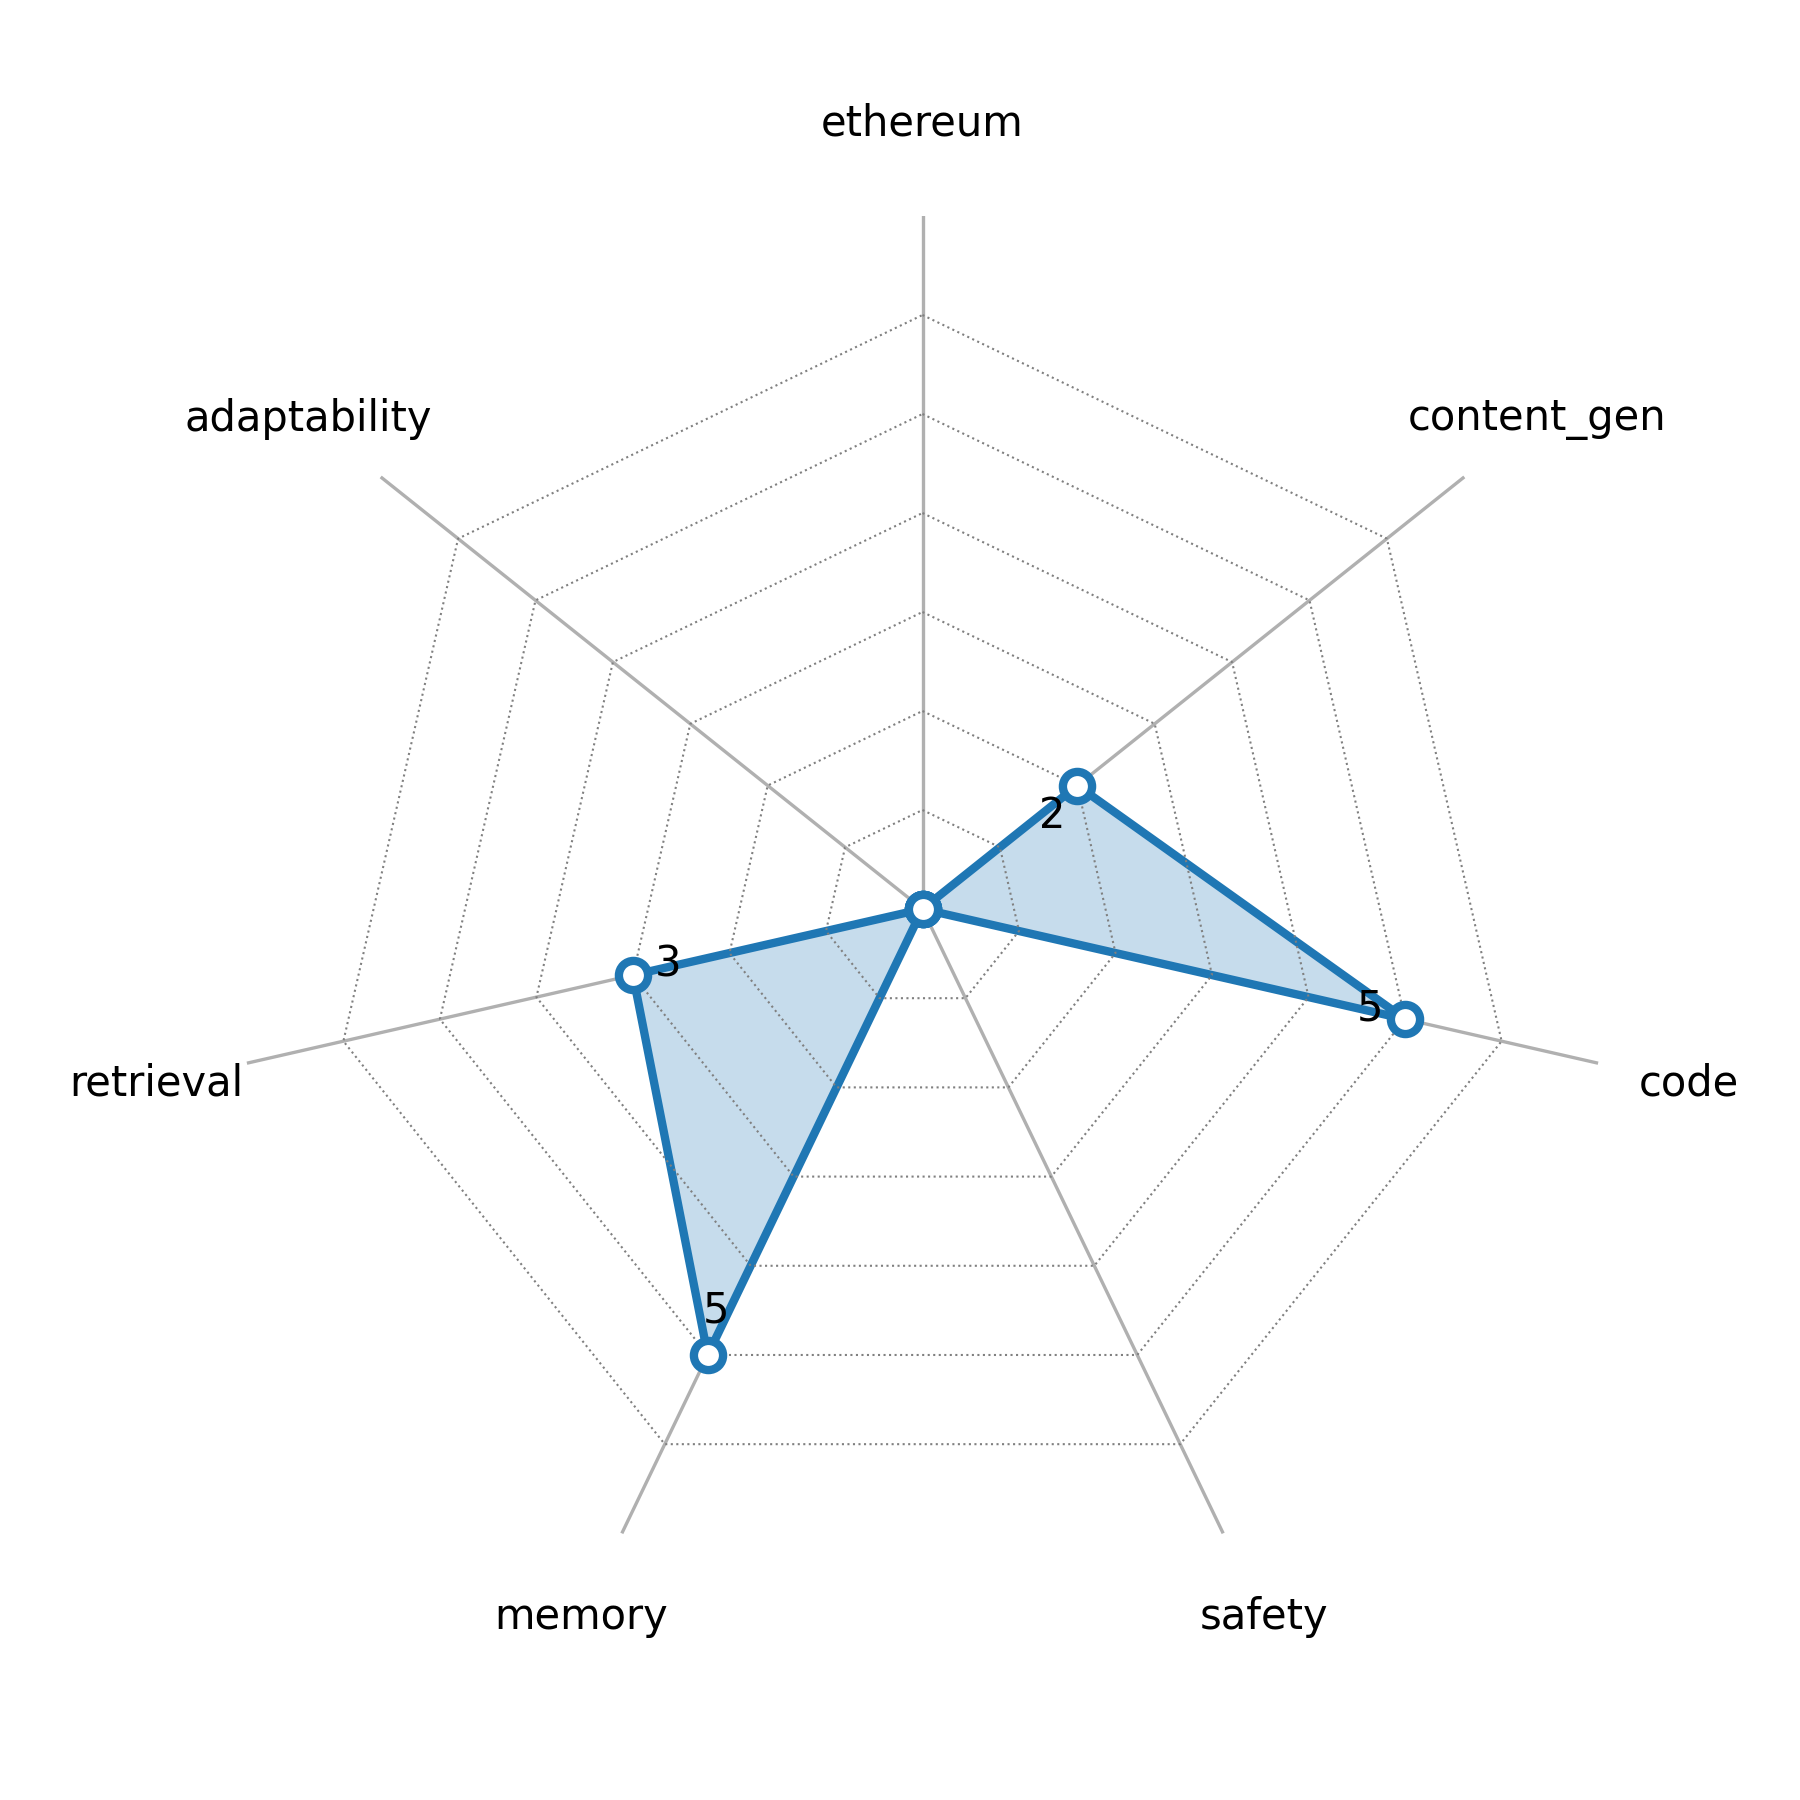 ethereum
adaptability
content_gen
2
3
5
retrieval
code
5
memory
safety